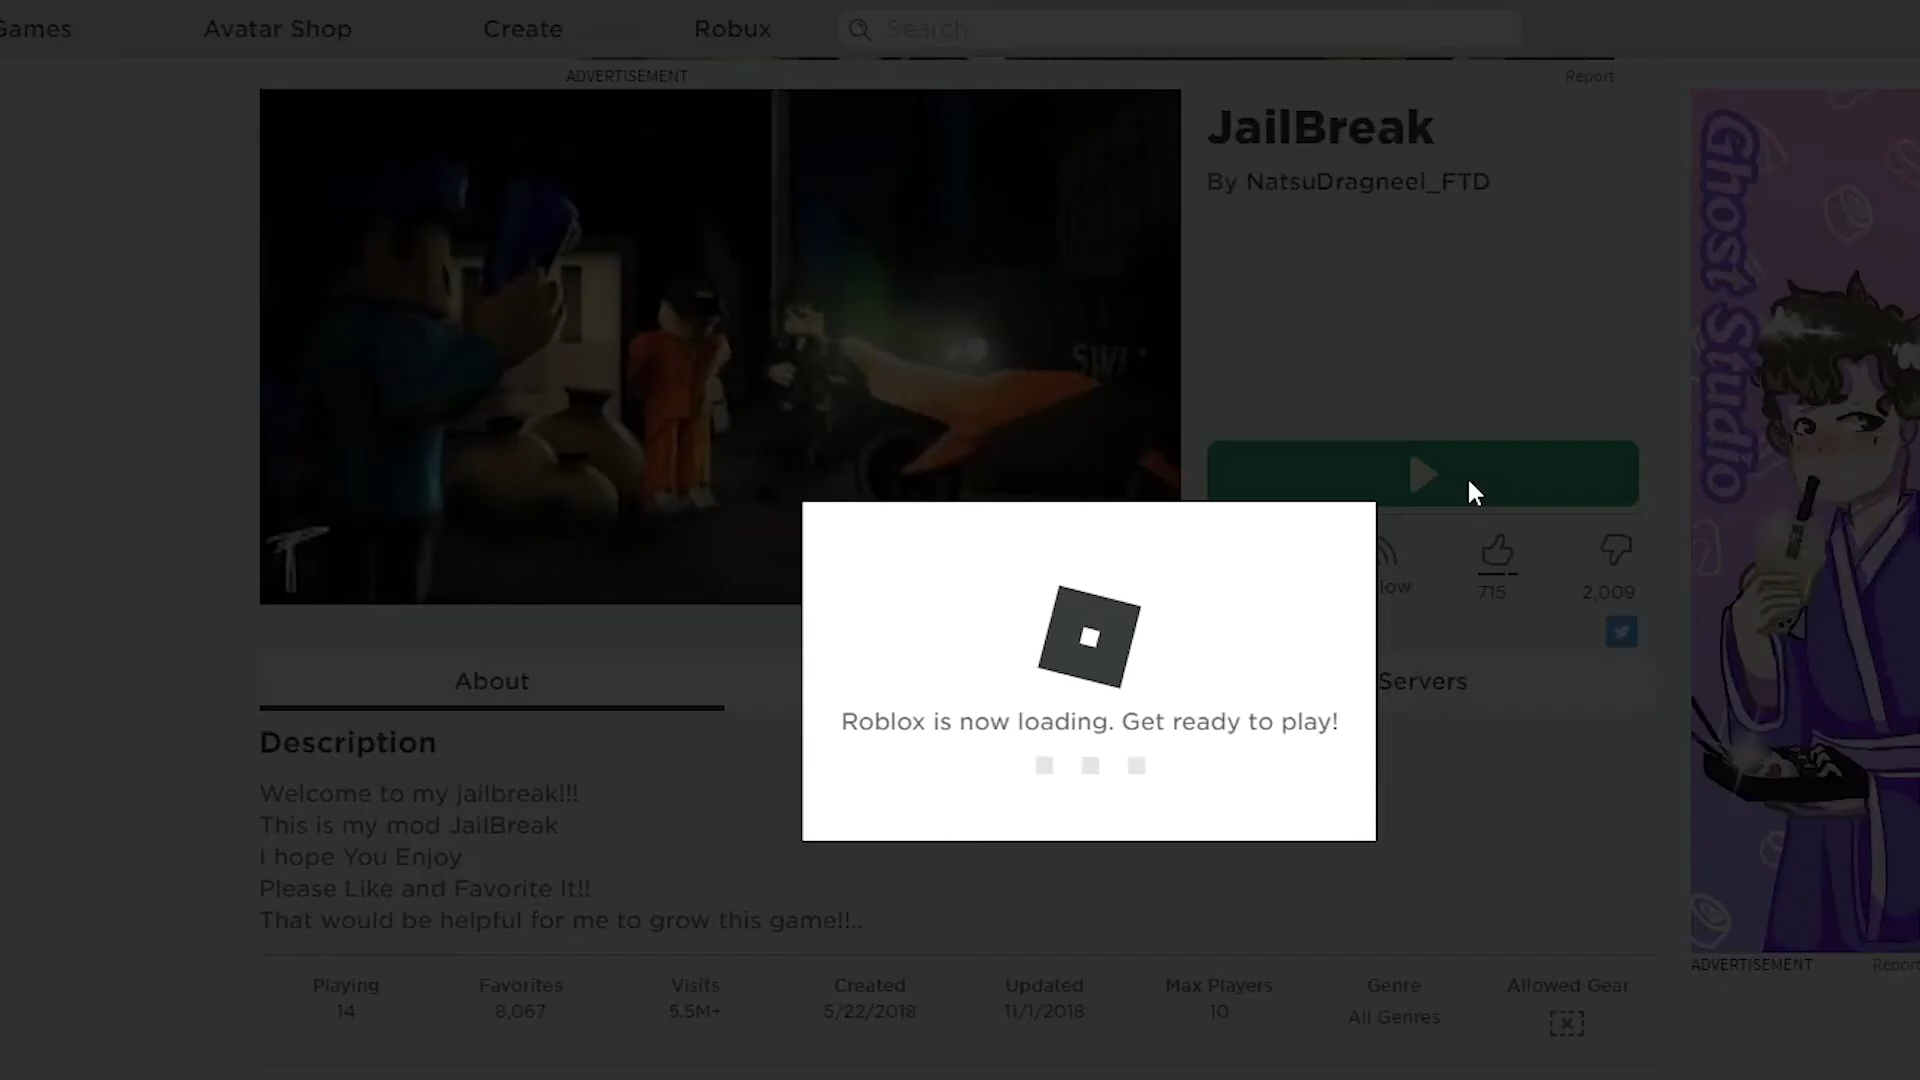 Games
Avatar Shop
Create
Robux
Search
ADVERTISEMENT
Report
JailBreak
By NatsuDragneel_FTD
Ghost Studio
715
2,009
About
Servers
Roblox is now loading. Get ready to play!
Description
Welcome to my jailbreak!!!
This is my mod JailBreak
I hope You Enjoy
Please Like and Favorite It!!
That would be helpful for me to grow this game!!..
ADVERTISEMENT
Report
Playing
Favorites
Visits
Created
Updated
Max Players
Genre
Allowed Gear
14
8,067
5.5M+
5/22/2018
11/1/2018
10
All Genres